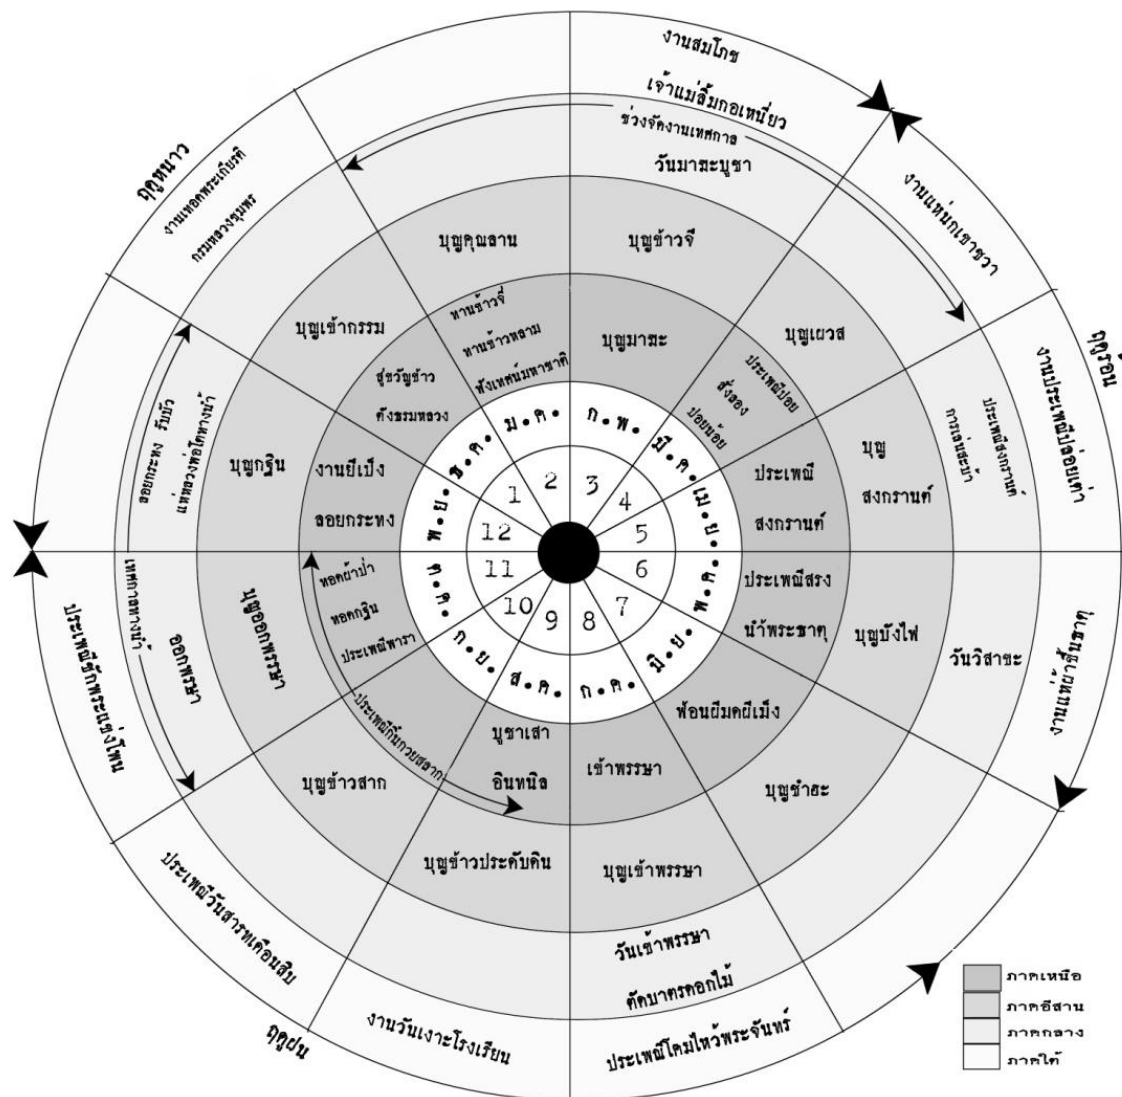 งานสมโภช
เจ้าแม่ลิ้มกอเหนี่ยว
ช่วงจัดงานเทศกาล
วันมาฆะบูชา
บุญข้าวจี่
บุญมาฆะ
งานแห่นกเขาชวา
บุญเผวส
ประเพณีปอย
ส่างลอง
ปอยน้อย
ฤดูร้อน
งานประเพณีปล่อยเต่า
ประเพณีสงกรานต์
การเล่นสะบ้า
บุญ
สงกรานต์
ประเพณี
สงกรานต์
งานแห่ผ้าขึ้นธาตุ
วันวิสาขะ
บุญบั้งไฟ
ประเพณีสรง
น้ำพระธาตุ
บุญซำฮะ
ฟ้อนผีมดผีเม็ง
ประเพณีโคมไหว้พระจันทร์
วันเข้าพรรษา
ตักบาตรดอกไม้
บุญเข้าพรรษา
เข้าพรรษา
งานวันเงาะโรงเรียน
บุญข้าวประดับดิน
บูชาเสา
อินทขิล
ฤดูฝน
ประเพณีวันสารทเดือนสิบ
บุญข้าวสาก
ประเพณีกิ๋นก๋วยสลาก
ประเพณีชักพระแข่งโพน
เทศกาลทางน้ำ
ออกพรรษา
บุญออกพรรษา
ทอดผ้าป่า
ทอดกฐิน
ประเพณีพารา
ลอยกระทง รับบัว
แห่หลวงพ่อโตทางน้ำ
บุญกฐิน
งานยี่เป็ง
ลอยกระทง
ฤดูหนาว
งานเทอดพระเกียรติ
กรมหลวงชุมพร
บุญเข้ากรรม
สู่ขวัญข้าว
ตั้งธรมหลวง
บุญคูณลาน
ทานข้าวจี่
ทานข้าวหลาม
ฟังเทศน์มหาชาติ
ม.ค.
ก.พ.
มี.ค.
เม.ย.
พ.ค.
มิ.ย.
ก.ค.
ส.ค.
ก.ย.
ต.ค.
พ.ย.
ธ.ค.
2
3
4
5
6
7
8
9
10
11
12
1
ภาคเหนือ
ภาคอีสาน
ภาคกลาง
ภาคใต้